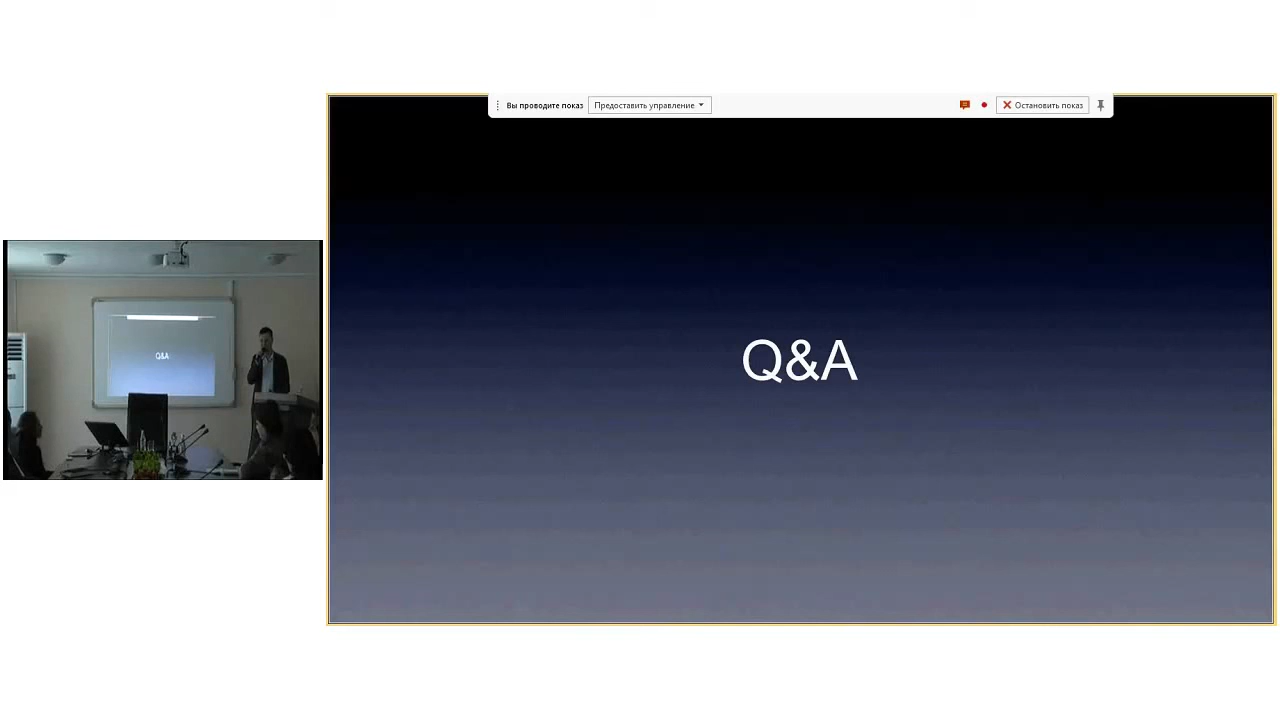 Вы проводите показ
Предоставить управление
Остановить показ
Q&A
Q&A